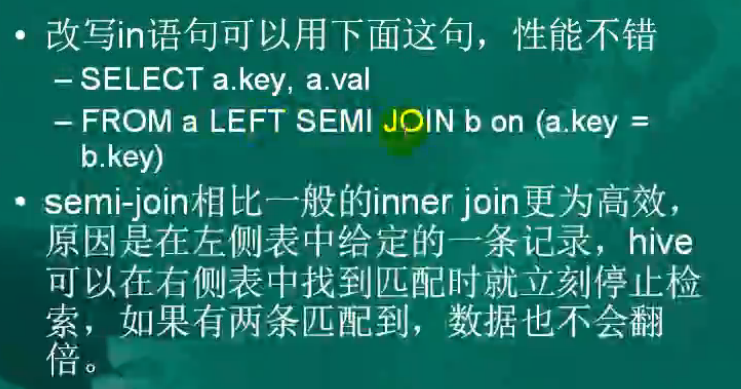 • 改写in语句可以用下面这句，性能不错
– SELECT a.key, a.val
– FROM a LEFT SEMI JOIN b on (a.key =
b.key)
• semi-join相比一般的inner join更为高效，
原因是在左侧表中给定的一条记录，hive
可以在右侧表中找到匹配时就立刻停止检
索，如果有两条匹配到，数据也不会翻
倍。